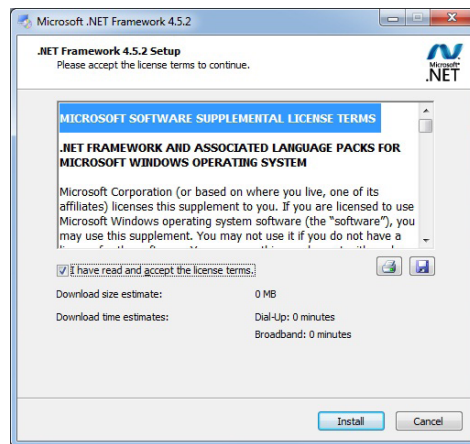 Microsoft .NET Framework 4.5.2
.NET Framework 4.5.2 Setup
Please accept the license terms to continue.
Microsoft®
.NET
MICROSOFT SOFTWARE SUPPLEMENTAL LICENSE TERMS
.NET FRAMEWORK AND ASSOCIATED LANGUAGE PACKS FOR
MICROSOFT WINDOWS OPERATING SYSTEM
Microsoft Corporation (or based on where you live, one of its
affiliates) licenses this supplement to you. If you are licensed to use
Microsoft Windows operating system software (the “software”), you
may use this supplement. You may not use it if you do not have a
I have read and accept the license terms.
Download size estimate: 0 MB
Download time estimates: Dial-Up: 0 minutes
Broadband: 0 minutes
Install Cancel